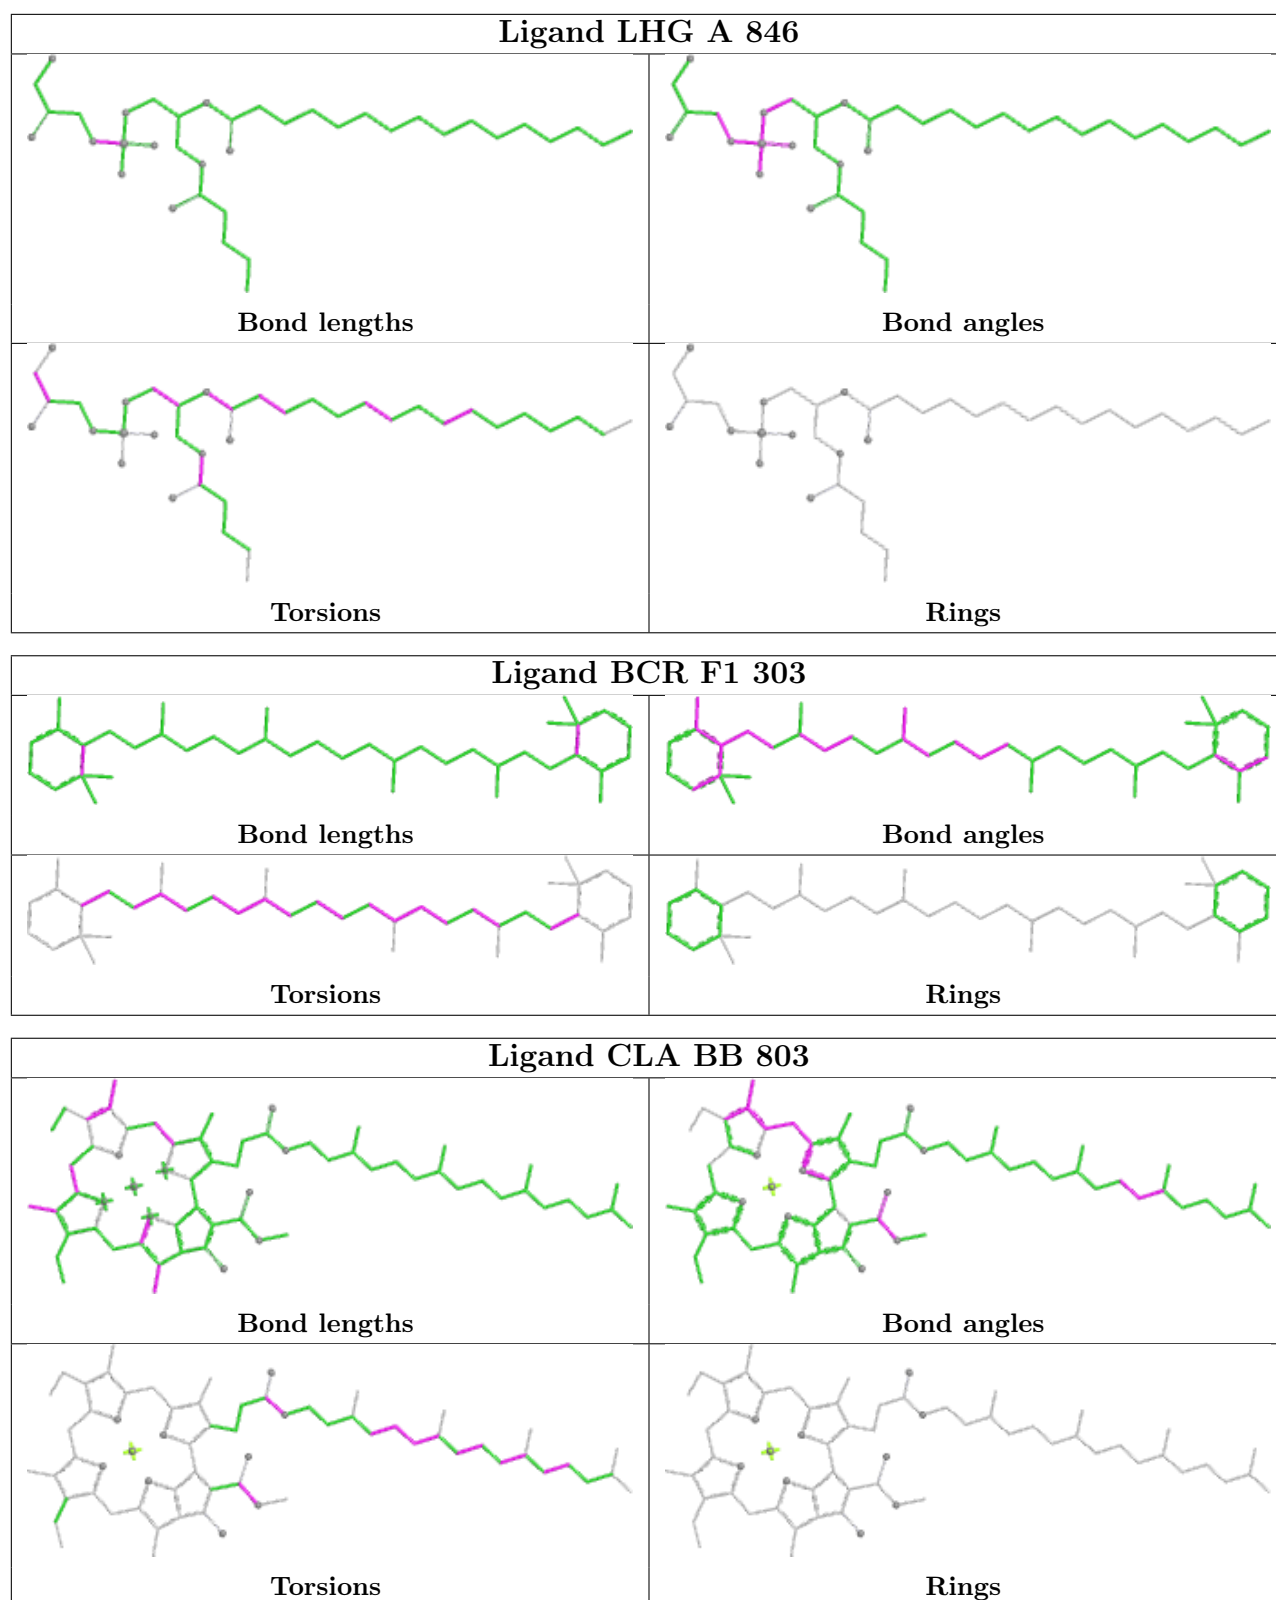 Ligand LHG A 846
Bond lengths
Bond angles
Torsions
Rings
Ligand BCR F1 303
Bond lengths
Bond angles
Torsions
Rings
Ligand CLA BB 803
Bond lengths
Bond angles
Torsions
Rings